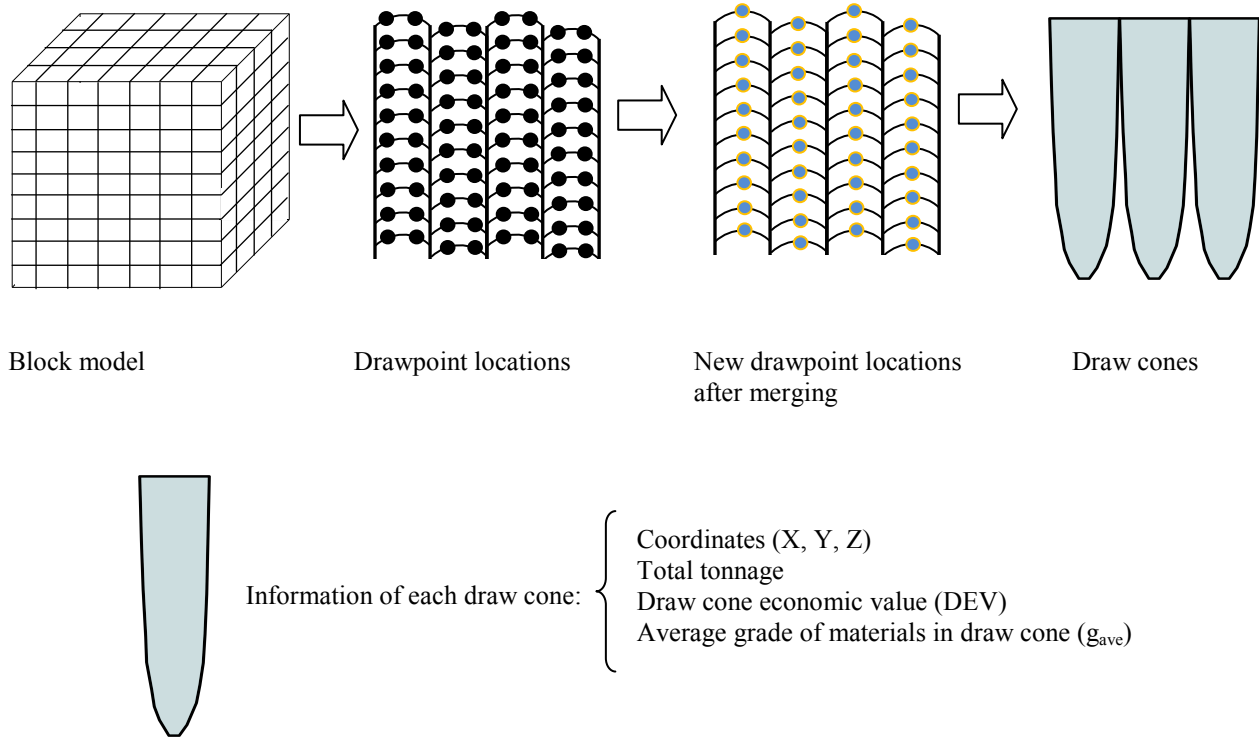 Block model
Drawpoint locations
New drawpoint locations
after merging
Draw cones
Information of each draw cone:
Coordinates (X, Y, Z)
Total tonnage
Draw cone economic value (DEV)
Average grade of materials in draw cone (gave)